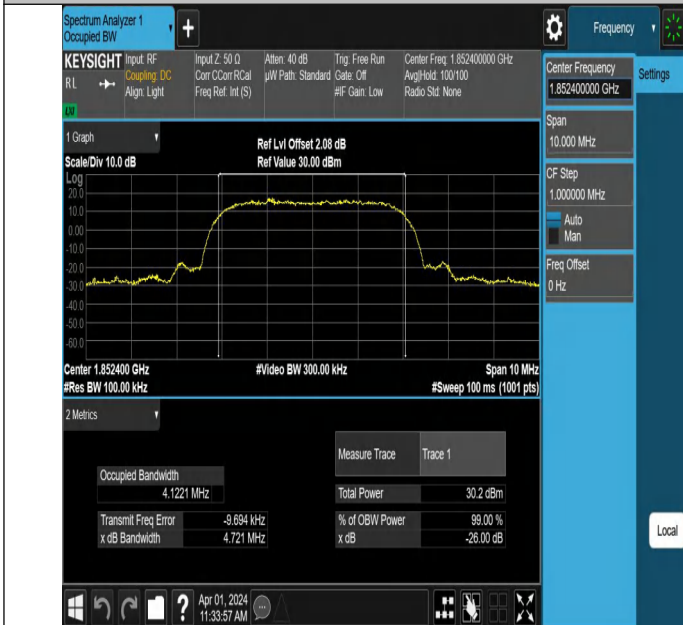 Spectrum Analyzer 1
Occupied BW
+
Frequency
KEYSIGHT
RL
LXI
Input: RF
Coupling: DC
Align: Light
Input Z: 50 Ω
Corr CCorr RCal
Freq Ref: Int (S)
Atten: 40 dB
µW Path: Standard
Trig: Free Run
Gate: Off
#IF Gain: Low
Center Freq: 1.852400000 GHz
Avg|Hold: 100/100
Radio Std: None
Center Frequency
1.852400000 GHz
Settings
Span
10.000 MHz
CF Step
1.000000 MHz
Auto
Man
Freq Offset
0 Hz
1 Graph
Scale/Div 10.0 dB
Ref Lvl Offset 2.08 dB
Ref Value 30.00 dBm
Log
20.0
10.0
0.00
-10.0
-20.0
-30.0
-40.0
-50.0
-60.0
Center 1.852400 GHz
#Video BW 300.00 kHz
Span 10 MHz
#Res BW 100.00 kHz
#Sweep 100 ms (1001 pts)
2 Metrics
Measure Trace Trace 1
Occupied Bandwidth
4.1221 MHz
Total Power 30.2 dBm
Transmit Freq Error -9.694 kHz
% of OBW Power 99.00 %
x dB Bandwidth 4.721 MHz
x dB -26.00 dB
Local
?
Apr 01, 2024
11:33:57 AM